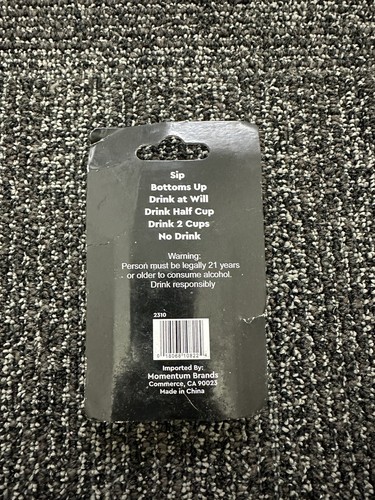 Sip
Bottoms Up
Drink at Will
Drink Half Cup
Drink 2 Cups
No Drink
Warning:
Person must be legally 21 years
or older to consume alcohol.
Drink responsibly
2310
Imported By:
Momentum Brands
Commerce, CA 90023
Made in China